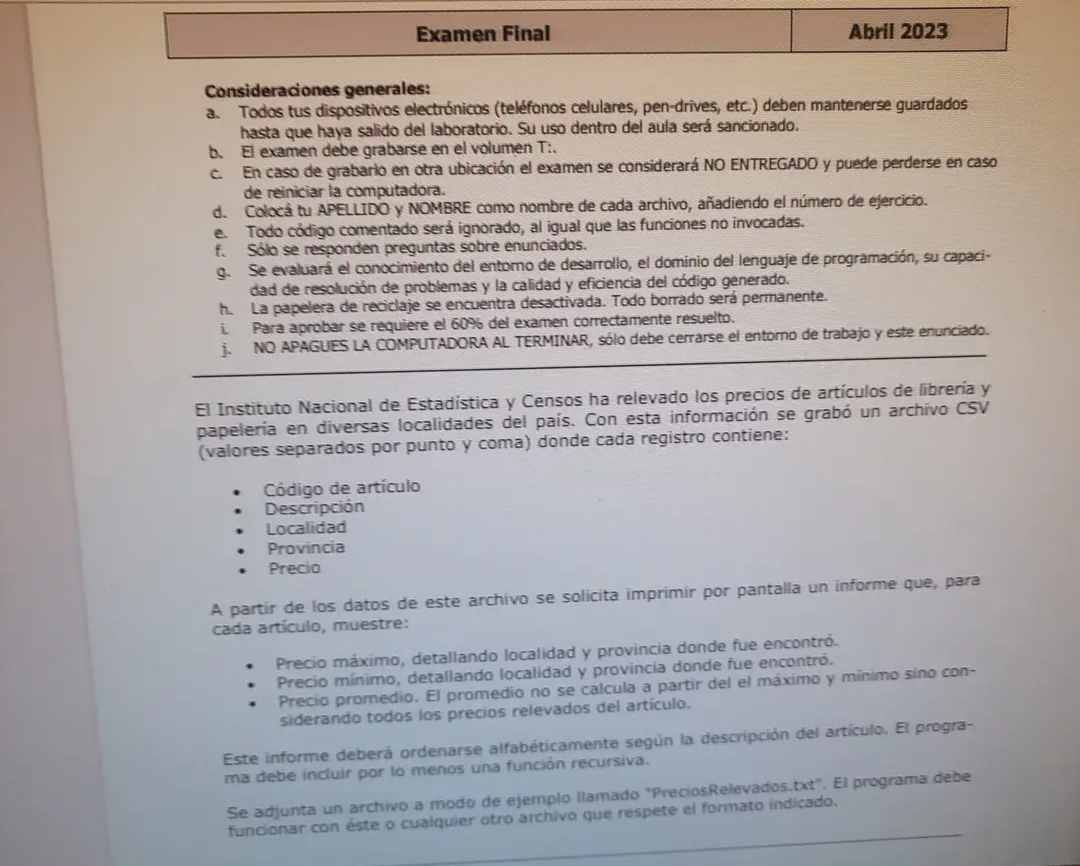 Examen Final
Abril 2023
Consideraciones generales:
a. Todos tus dispositivos electrónicos (teléfonos celulares, pen-drives, etc.) deben mantenerse guardados
hasta que haya salido del laboratorio. Su uso dentro del aula será sancionado.
b. El examen debe grabarse en el volumen T:.
c. En caso de grabarlo en otra ubicación el examen se considerará NO ENTREGADO y puede perderse en caso
de reiniciar la computadora.
d. Colocá tu APELLIDO y NOMBRE como nombre de cada archivo, añadiendo el número de ejercicio.
e. Todo código comentado será ignorado, al igual que las funciones no invocadas.
f. Sólo se responden preguntas sobre enunciados.
g. Se evaluará el conocimiento del entorno de desarrollo, el dominio del lenguaje de programación, su capaci-
dad de resolución de problemas y la calidad y eficiencia del código generado.
h. La papelera de reciclaje se encuentra desactivada. Todo borrado será permanente.
i. Para aprobar se requiere el 60% del examen correctamente resuelto.
j. NO APAGUES LA COMPUTADORA AL TERMINAR, sólo debe cerrarse el entorno de trabajo y este enunciado.
El Instituto Nacional de Estadística y Censos ha relevado los precios de artículos de librería y
papelería en diversas localidades del país. Con esta información se grabó un archivo CSV
(valores separados por punto y coma) donde cada registro contiene:
• Código de artículo
• Descripción
• Localidad
• Provincia
• Precio
A partir de los datos de este archivo se solicita imprimir por pantalla un informe que, para
cada artículo, muestre:
• Precio máximo, detallando localidad y provincia donde fue encontró.
• Precio mínimo, detallando localidad y provincia donde fue encontró.
• Precio promedio. El promedio no se calcula a partir del el máximo y mínimo sino con-
siderando todos los precios relevados del artículo.
Este informe deberá ordenarse alfabéticamente según la descripción del artículo. El progra-
ma debe incluir por lo menos una función recursiva.
Se adjunta un archivo a modo de ejemplo llamado "PreciosRelevados.txt". El programa debe
funcionar con éste o cualquier otro archivo que respete el formato indicado.